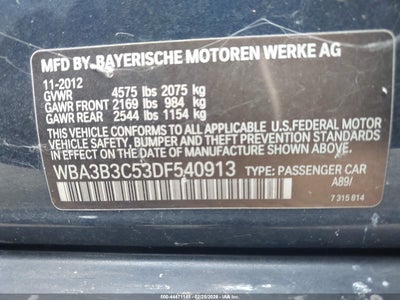 MFD BY. BAYERISCHE MOTOREN WERKE AG
11-2012
GVWR 4575 lbs 2075 kg
GAWR FRONT 2169 lbs 984 kg
GAWR REAR 2544 lbs 1154 kg
THIS VEHICLE CONFORMS TO ALL APPLICABLE U.S.FEDERAL MOTOR
VEHICLE SAFETY, BUMPER, AND THEFT PREVENTION STANDARDS
IN EFFECT ON THE DATE OF MANUFACTURE SHOWN ABOVE.
WBA3B3C53DF540913 TYPE: PASSENGER CAR
A89/
7 315 814